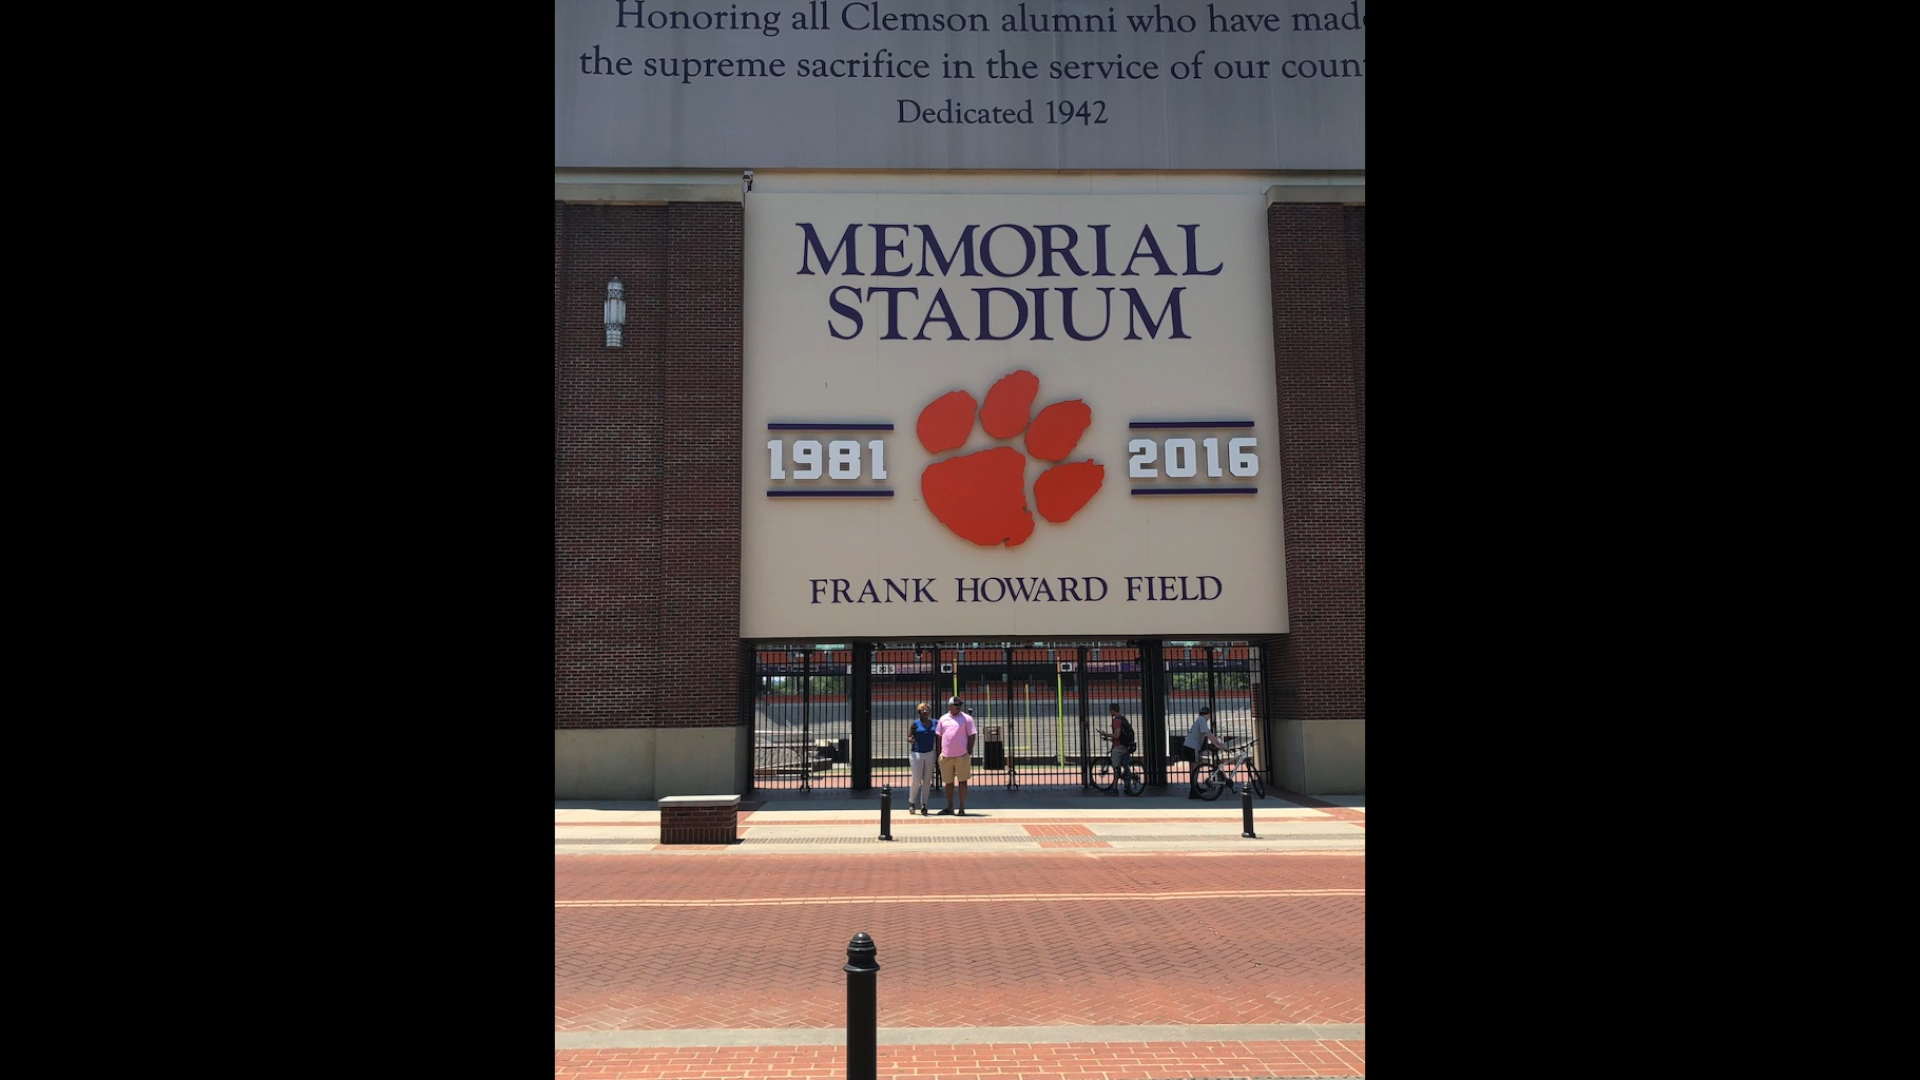 Honoring all Clemson alumni who have made
the supreme sacrifice in the service of our coun
Dedicated 1942
MEMORIAL
STADIUM
1981
2016
FRANK HOWARD FIELD